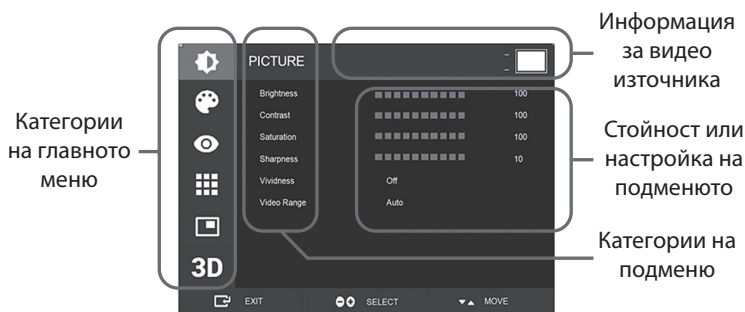 Категории
на главното
меню
PICTURE
Brightness 100
Contrast 100
Saturation 100
Sharpness 10
Vividness Off
Video Range Auto
3D
EXIT SELECT MOVE
Информация
за видео
източника
Стойност или
настройка на
подменюто
Категории на
подменю